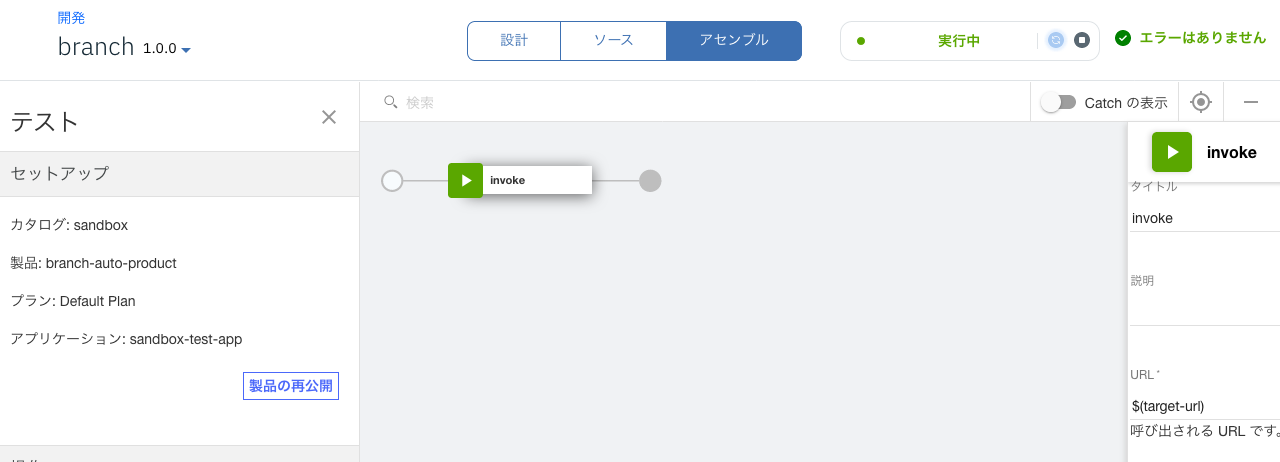 開発
branch 1.0.0
設計
ソース
アセンブル
実行中
エラーはありません
テスト
セットアップ
カタログ: sandbox
製品: branch-auto-product
プラン: Default Plan
アプリケーション: sandbox-test-app
製品の再公開
検索
Catch の表示
invoke
invoke
タイトル
invoke
説明
URL*
$(target-url)
呼び出される URL です。